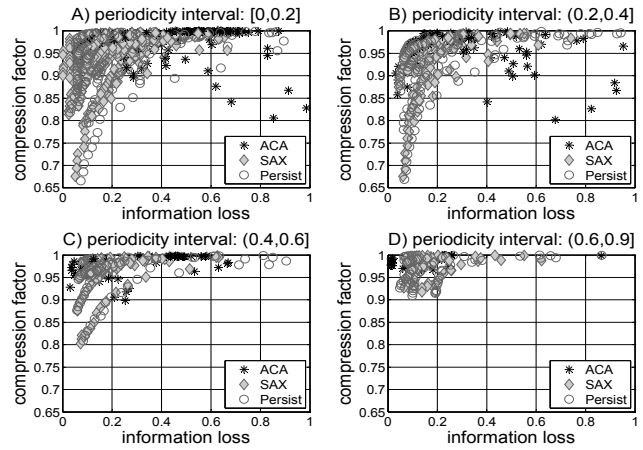 A) periodicity interval: [0,0.2]
compression factor
1
0.95
0.9
0.85
0.8
0.75
0.7
0.65
ACA
SAX
Persist
0 0.2 0.4 0.6 0.8 1
information loss
B) periodicity interval: (0.2,0.4]
compression factor
1
0.95
0.9
0.85
0.8
0.75
0.7
0.65
ACA
SAX
Persist
0 0.2 0.4 0.6 0.8 1
information loss
C) periodicity interval: (0.4,0.6]
compression factor
1
0.95
0.9
0.85
0.8
0.75
0.7
0.65
ACA
SAX
Persist
0 0.2 0.4 0.6 0.8 1
information loss
D) periodicity interval: (0.6,0.9]
compression factor
1
0.95
0.9
0.85
0.8
0.75
0.7
0.65
ACA
SAX
Persist
0 0.2 0.4 0.6 0.8 1
information loss